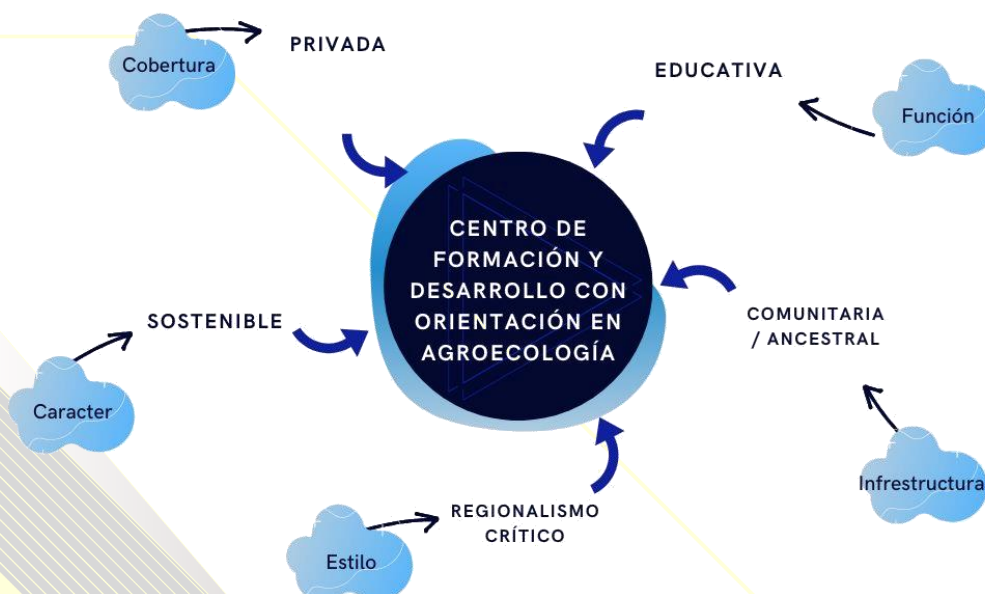 Cobertura
PRIVADA
EDUCATIVA
Función
CENTRO DE
FORMACIÓN Y
DESARROLLO CON
ORIENTACIÓN EN
AGROECOLOGÍA
SOSTENIBLE
Caracter
COMUNITARIA
/ ANCESTRAL
Infrestructura
REGIONALISMO
CRÍTICO
Estilo